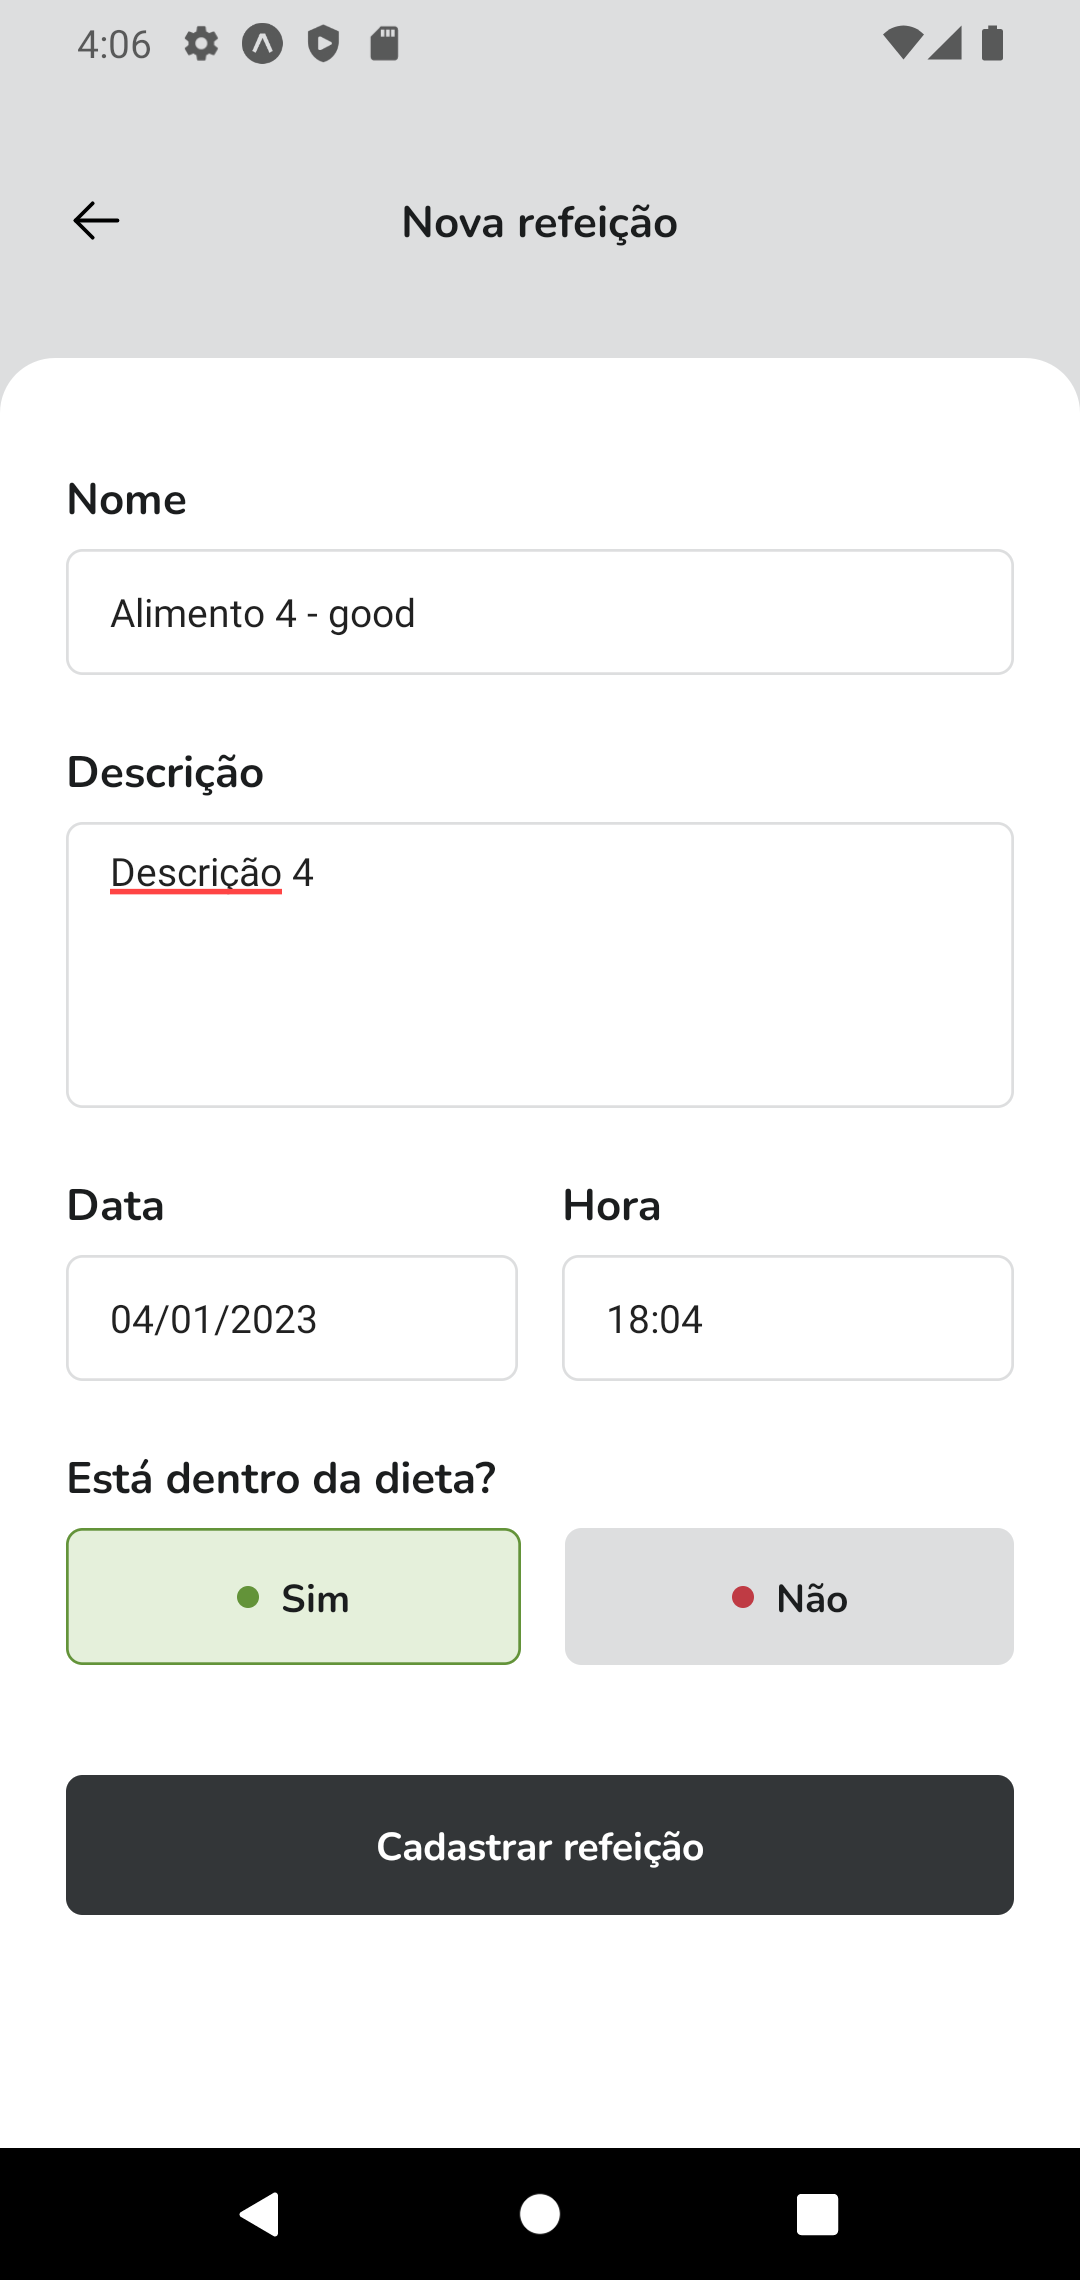 4:06
Nova refeição
Nome
Alimento 4 - good
Descrição
Descrição 4
Data
Hora
04/01/2023
18:04
Está dentro da dieta?
Sim
Não
Cadastrar refeição